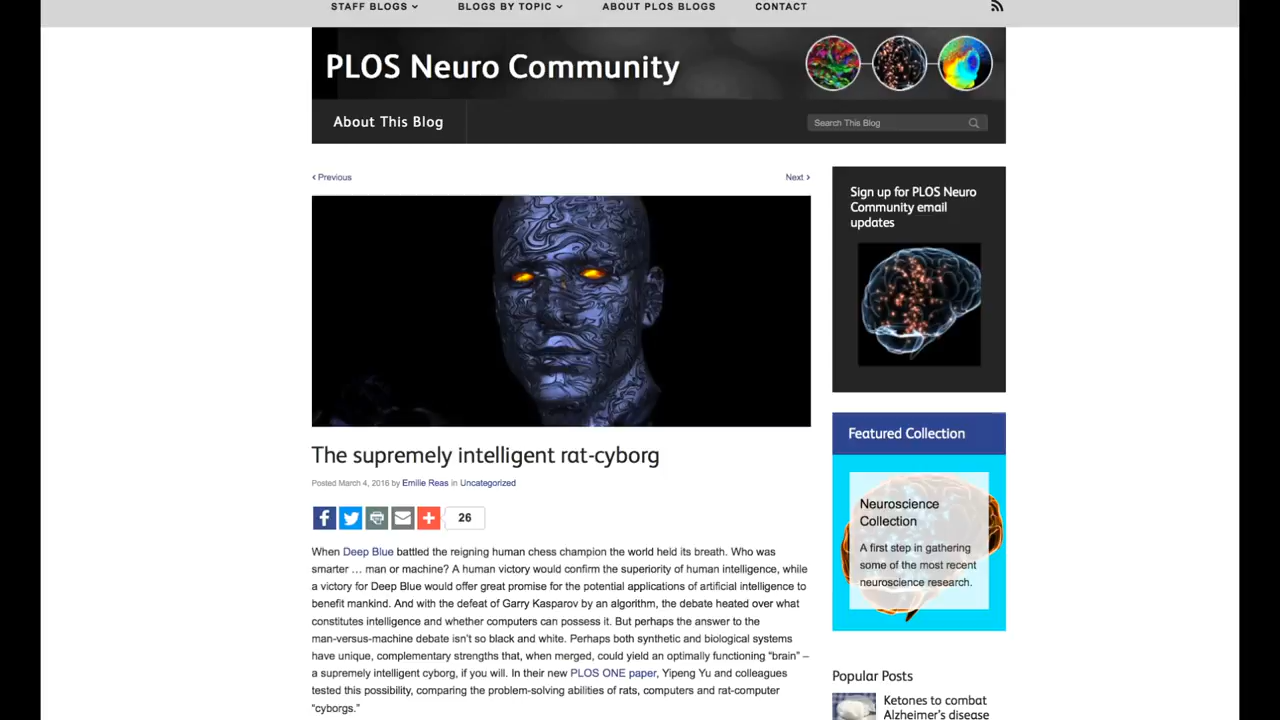 STAFF BLOGS
BLOGS BY TOPIC
ABOUT PLOS BLOGS
CONTACT
PLOS Neuro Community
About This Blog
Search This Blog
‹ Previous
Next ›
The supremely intelligent rat-cyborg
Posted March 4, 2016 by Emilie Reas in Uncategorized
26
When Deep Blue battled the reigning human chess champion the world held its breath. Who was
smarter … man or machine? A human victory would confirm the superiority of human intelligence, while
a victory for Deep Blue would offer great promise for the potential applications of artificial intelligence to
benefit mankind. And with the defeat of Garry Kasparov by an algorithm, the debate heated over what
constitutes intelligence and whether computers can possess it. But perhaps the answer to the
man-versus-machine debate isn't so black and white. Perhaps both synthetic and biological systems
have unique, complementary strengths that, when merged, could yield an optimally functioning “brain” –
a supremely intelligent cyborg, if you will. In their new PLOS ONE paper, Yipeng Yu and colleagues
tested this possibility, comparing the problem-solving abilities of rats, computers and rat-computer
“cyborgs.”
Sign up for PLOS Neuro
Community email
updates
Featured Collection
Neuroscience
Collection
A first step in gathering
some of the most recent
neuroscience research.
Popular Posts
Ketones to combat
Alzheimer's disease